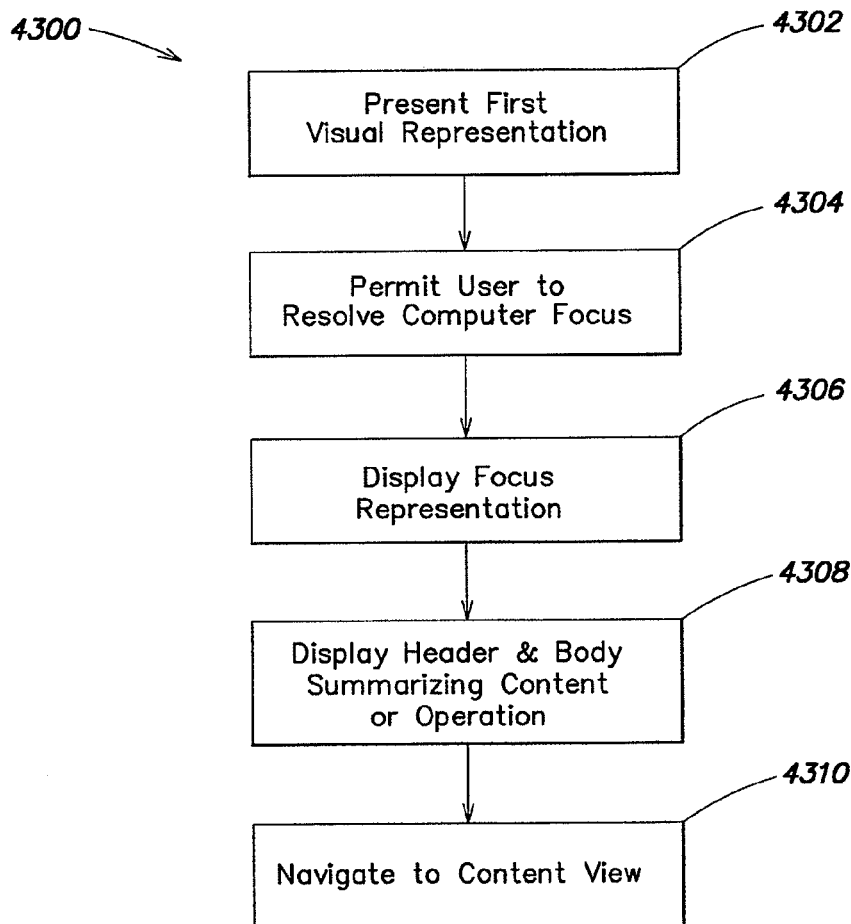 4300
4302
Present First
Visual Representation
4304
Permit User to
Resolve Computer Focus
4306
Display Focus
Representation
4308
Display Header & Body
Summarizing Content
or Operation
4310
Navigate to Content View